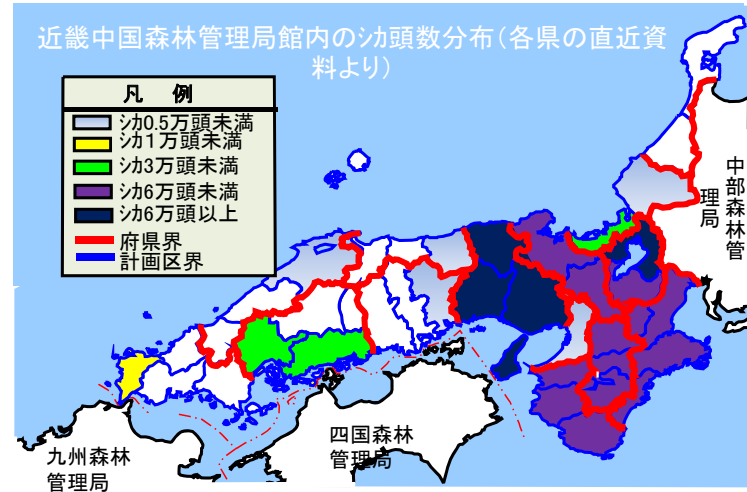 近畿中国森林管理局館内のシカ頭数分布(各県の直近資
料より)
凡 例
シカ0.5万頭未満
シカ1万頭未満
シカ3万頭未満
シカ6万頭未満
シカ6万頭以上
府県界
計画区界
中部森林管
理局
四国森林
管理局
九州森林
管理局